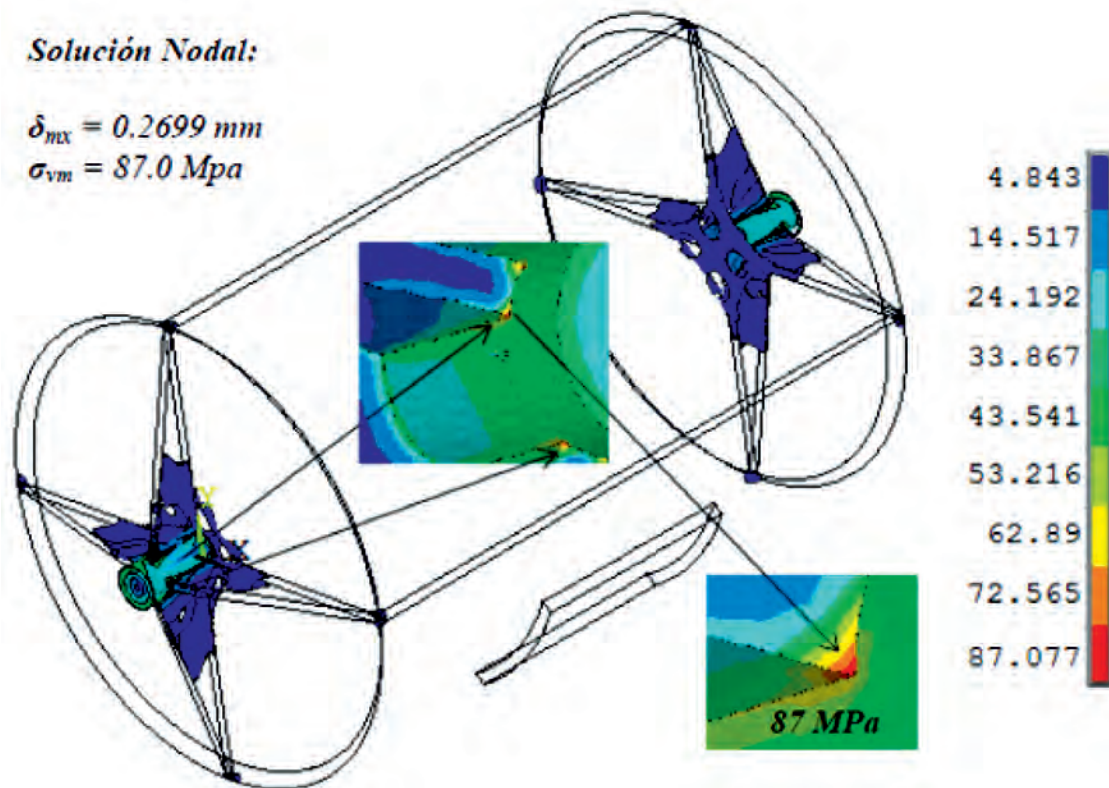 Solución Nodal:
δmx = 0.2699 mm
σvm = 87.0 Mpa
4.843
14.517
24.192
33.867
43.541
53.216
62.89
72.565
87.077
Y
X
87 MPa